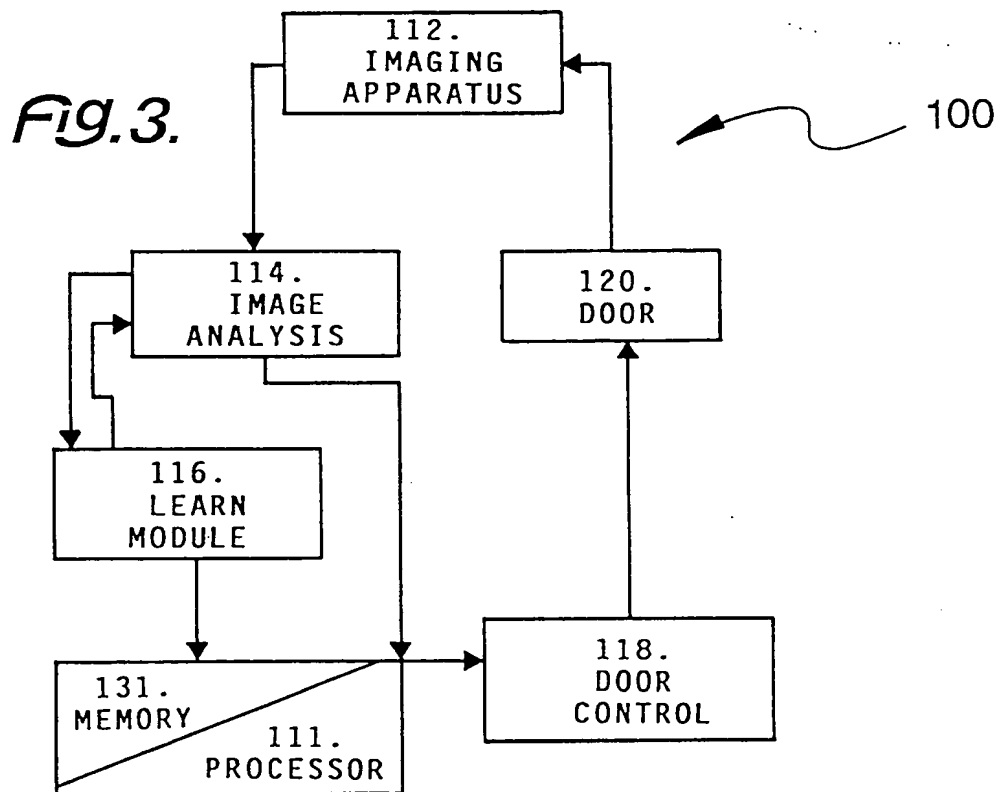 112.
IMAGING
APPARATUS
Fig.3.
100
114.
IMAGE
ANALYSIS
120.
DOOR
116.
LEARN
MODULE
131.
MEMORY
111.
PROCESSOR
118.
DOOR
CONTROL